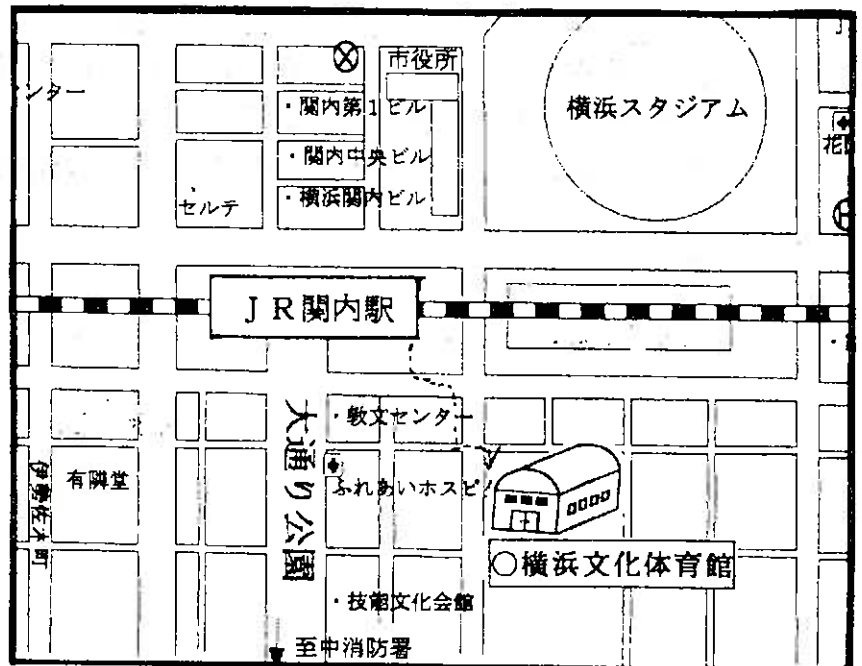 市役所
ンター
・関内第1ビル
横浜スタジアム
・関内中央ビル
・横浜関内ビル
セルテ
JR関内駅
・教文センター
大通り公園
有隣堂
ふれあいホスピ
伊勢佐木町
○横浜文化体育館
・技能文化会館
至中消防署